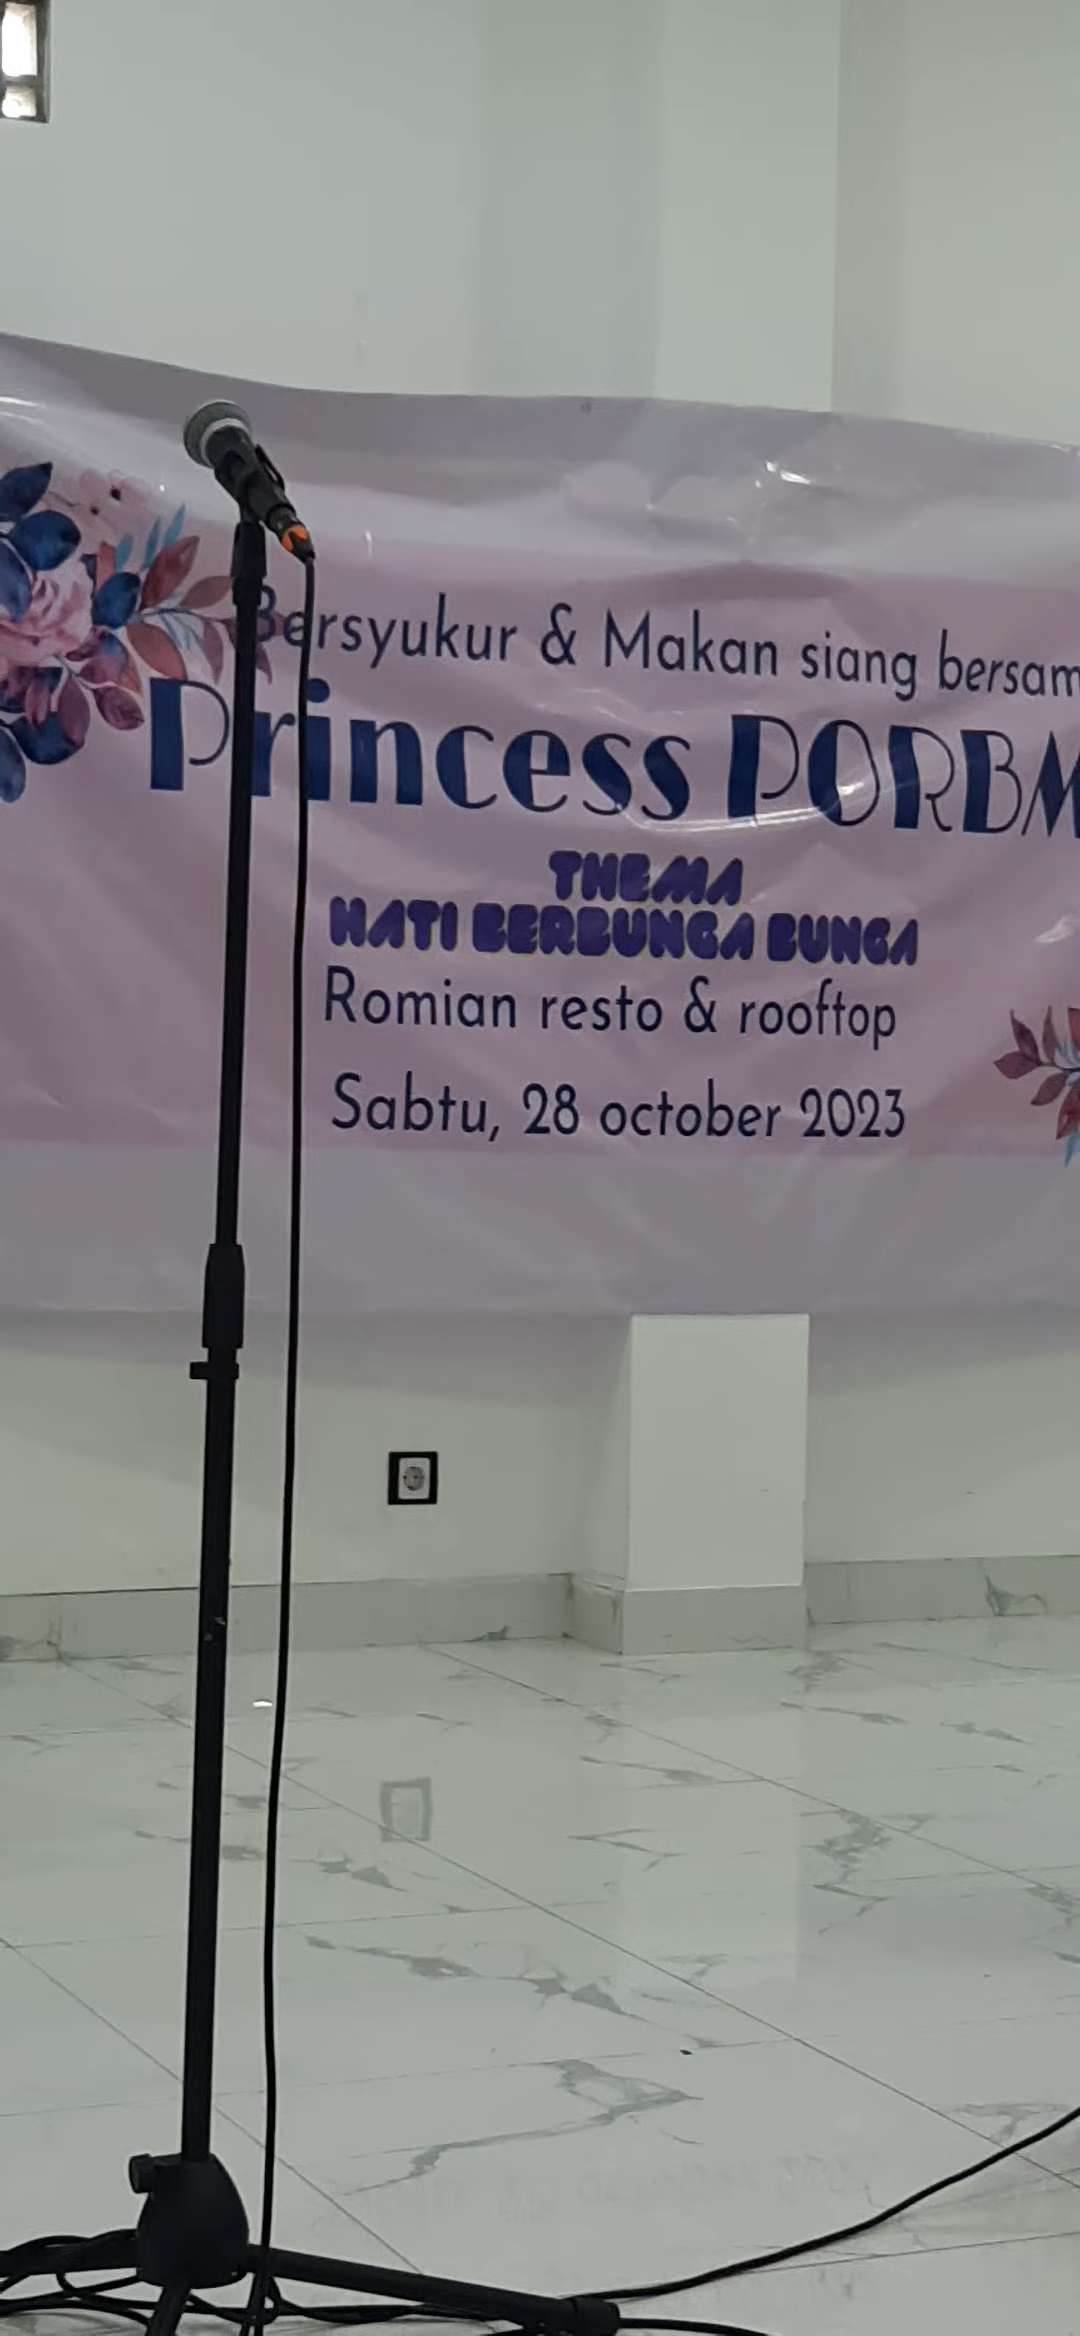 Bersyukur & Makan siang bersam
Princess PORBM
THEMA
HATI BERBUNGA BUNGA
Romian resto & rooftop
Sabtu, 28 october 2023